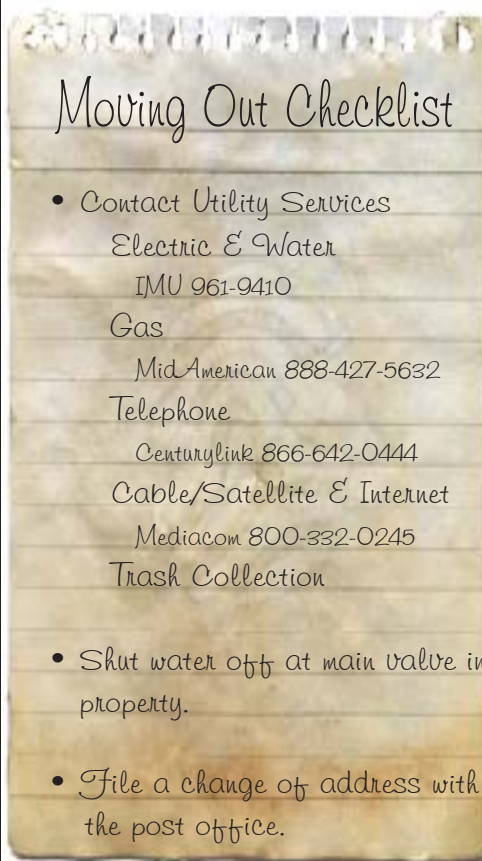 Moving Out Checklist
• Contact Utility Services
Electric & Water
IMU 961-9410
Gas
MidAmerican 888-427-5632
Telephone
Centurylink 866-642-0444
Cable/Satellite & Internet
Mediacom 800-332-0245
Trash Collection
• Shut water off at main valve in
property.
• File a change of address with
the post office.